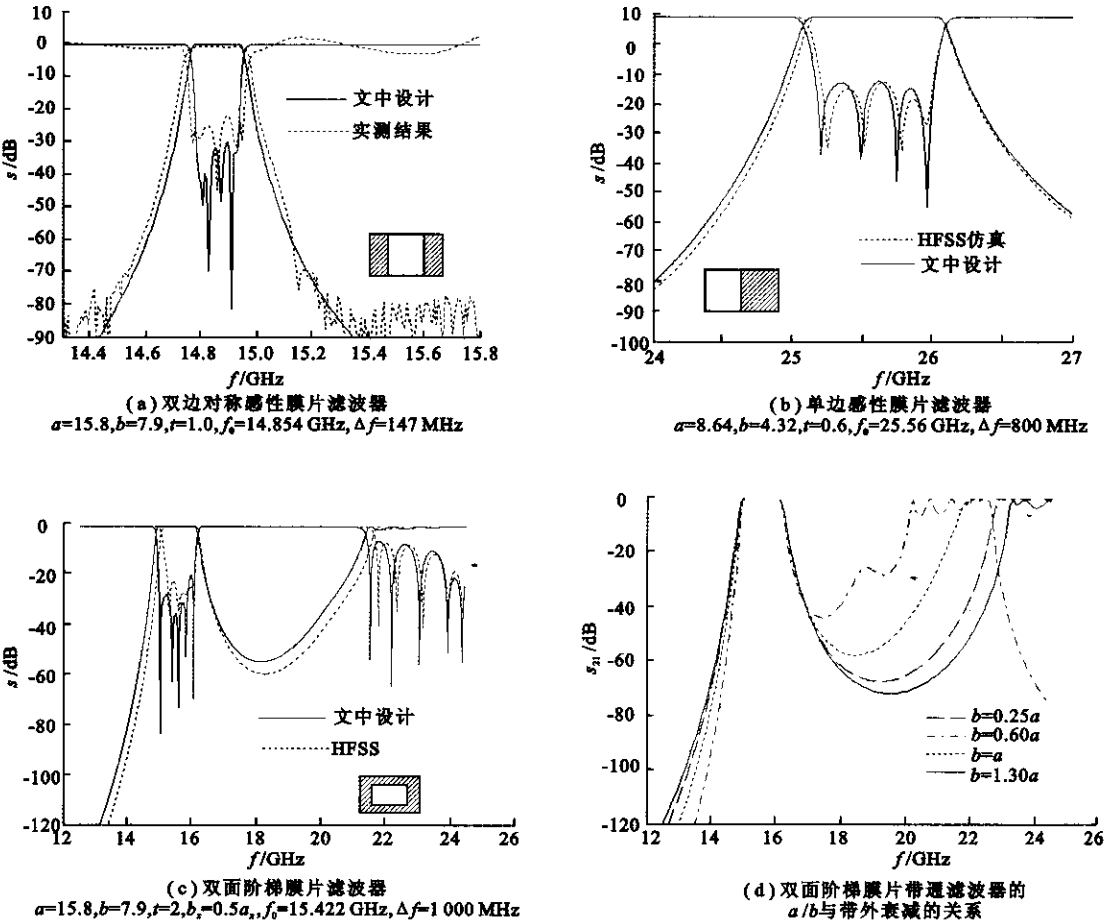 10
0
-10
-20
-30
-40
-50
-60
-70
-80
-90
s/dB
文中设计
实测结果
14.4 14.6 14.8 15.0 15.2 15.4 15.6 15.8
f/GHz
(a)双边对称感性膜片滤波器
a=15.8,b=7.9,t=1.0,f₀=14.854 GHz,Δf=147 MHz
10
0
-10
-20
-30
-40
-50
-60
-70
-80
-90
-100
s/dB
HFSS仿真
文中设计
24 25 26 27
f/GHz
(b)单边感性膜片滤波器
a=8.64,b=4.32,t=0.6,f₀=25.56 GHz,Δf=800 MHz
0
-20
-40
-60
-80
-100
-120
s/dB
文中设计
HFSS
12 14 16 18 20 22 24 26
f/GHz
(c)双面阶梯膜片滤波器
a=15.8,b=7.9,t=2,bₛ=0.5aₛ,f₀=15.422 GHz,Δf=1 000 MHz
0
-20
-40
-60
-80
-100
-120
s₂₁/dB
b=0.25a
b=0.60a
b=a
b=1.30a
12 14 16 18 20 22 24 26
f/GHz
(d)双面阶梯膜片带通滤波器的
a/b与带外衰减的关系